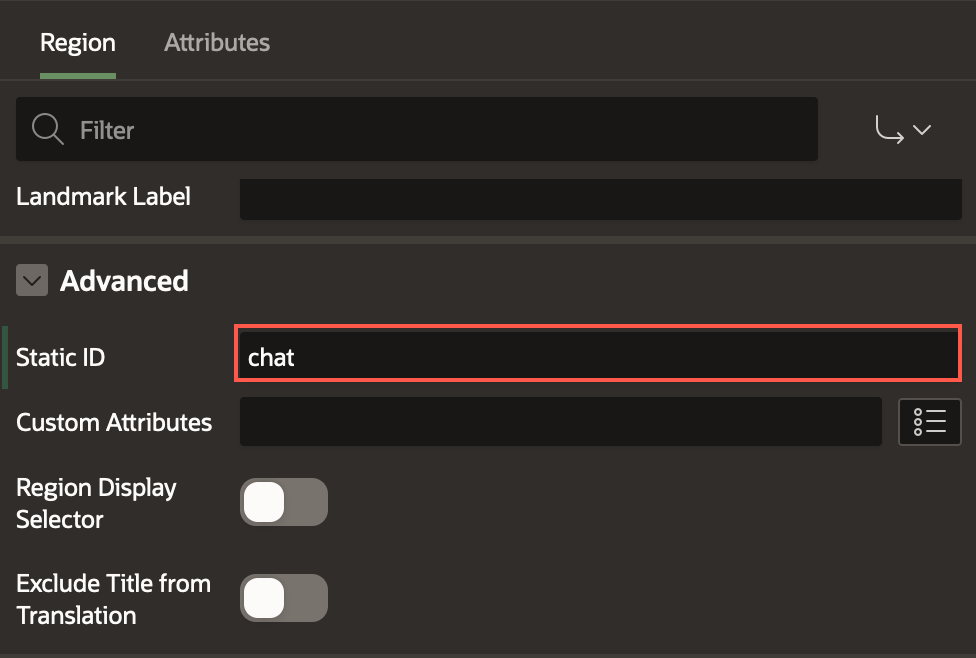 Region Attributes
Filter
Landmark Label
Advanced
Static ID chat
Custom Attributes
Region Display
Selector
Exclude Title from
Translation